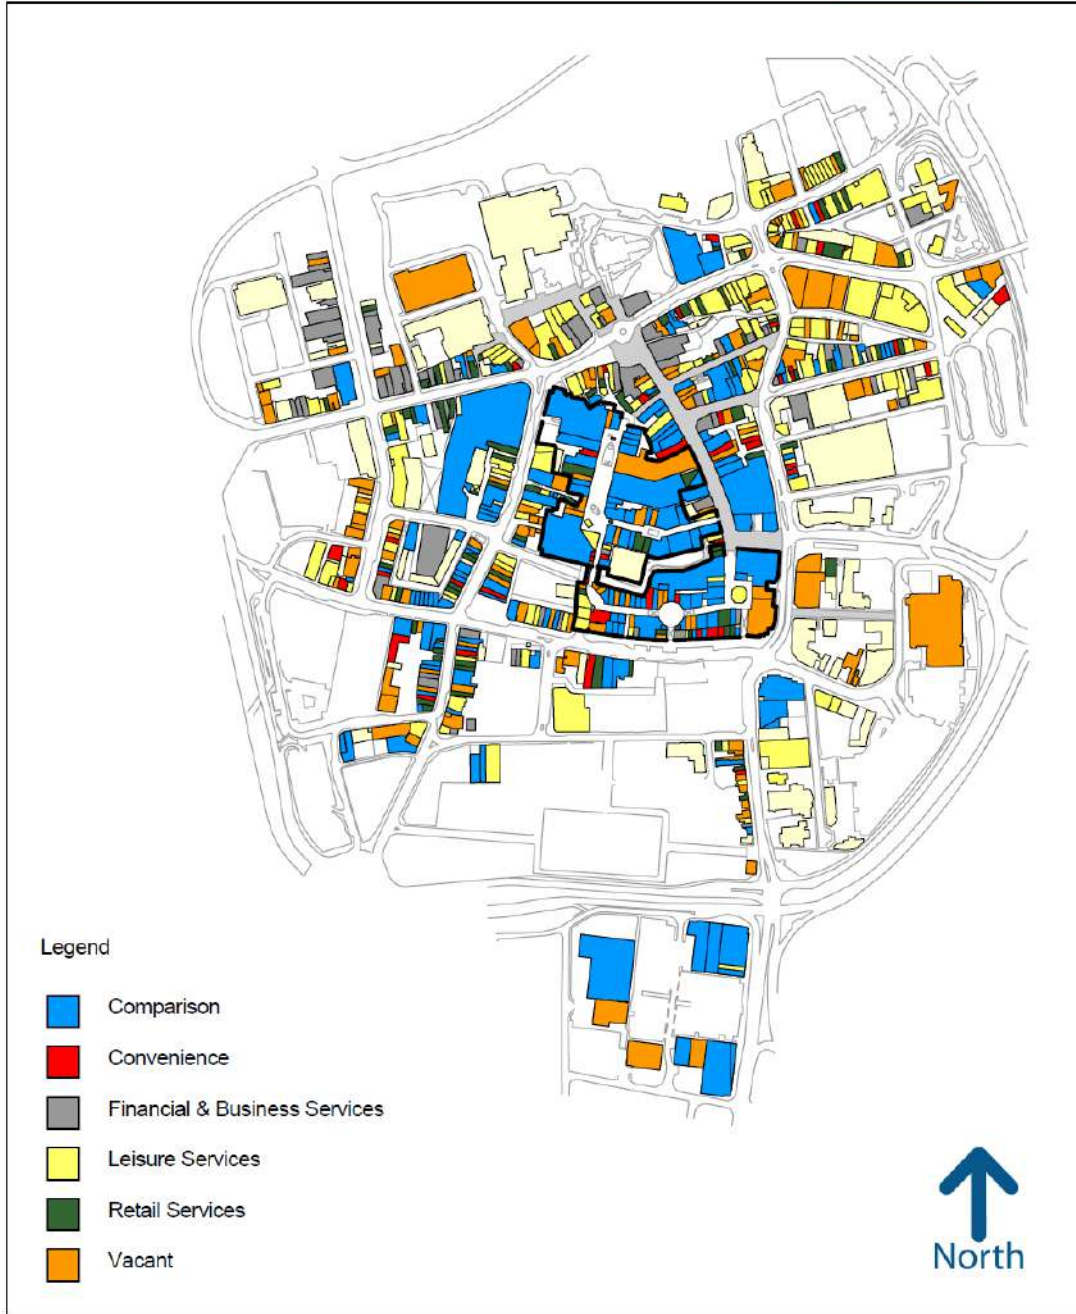 Legend
Comparison
Convenience
Financial & Business Services
Leisure Services
Retail Services
Vacant
North